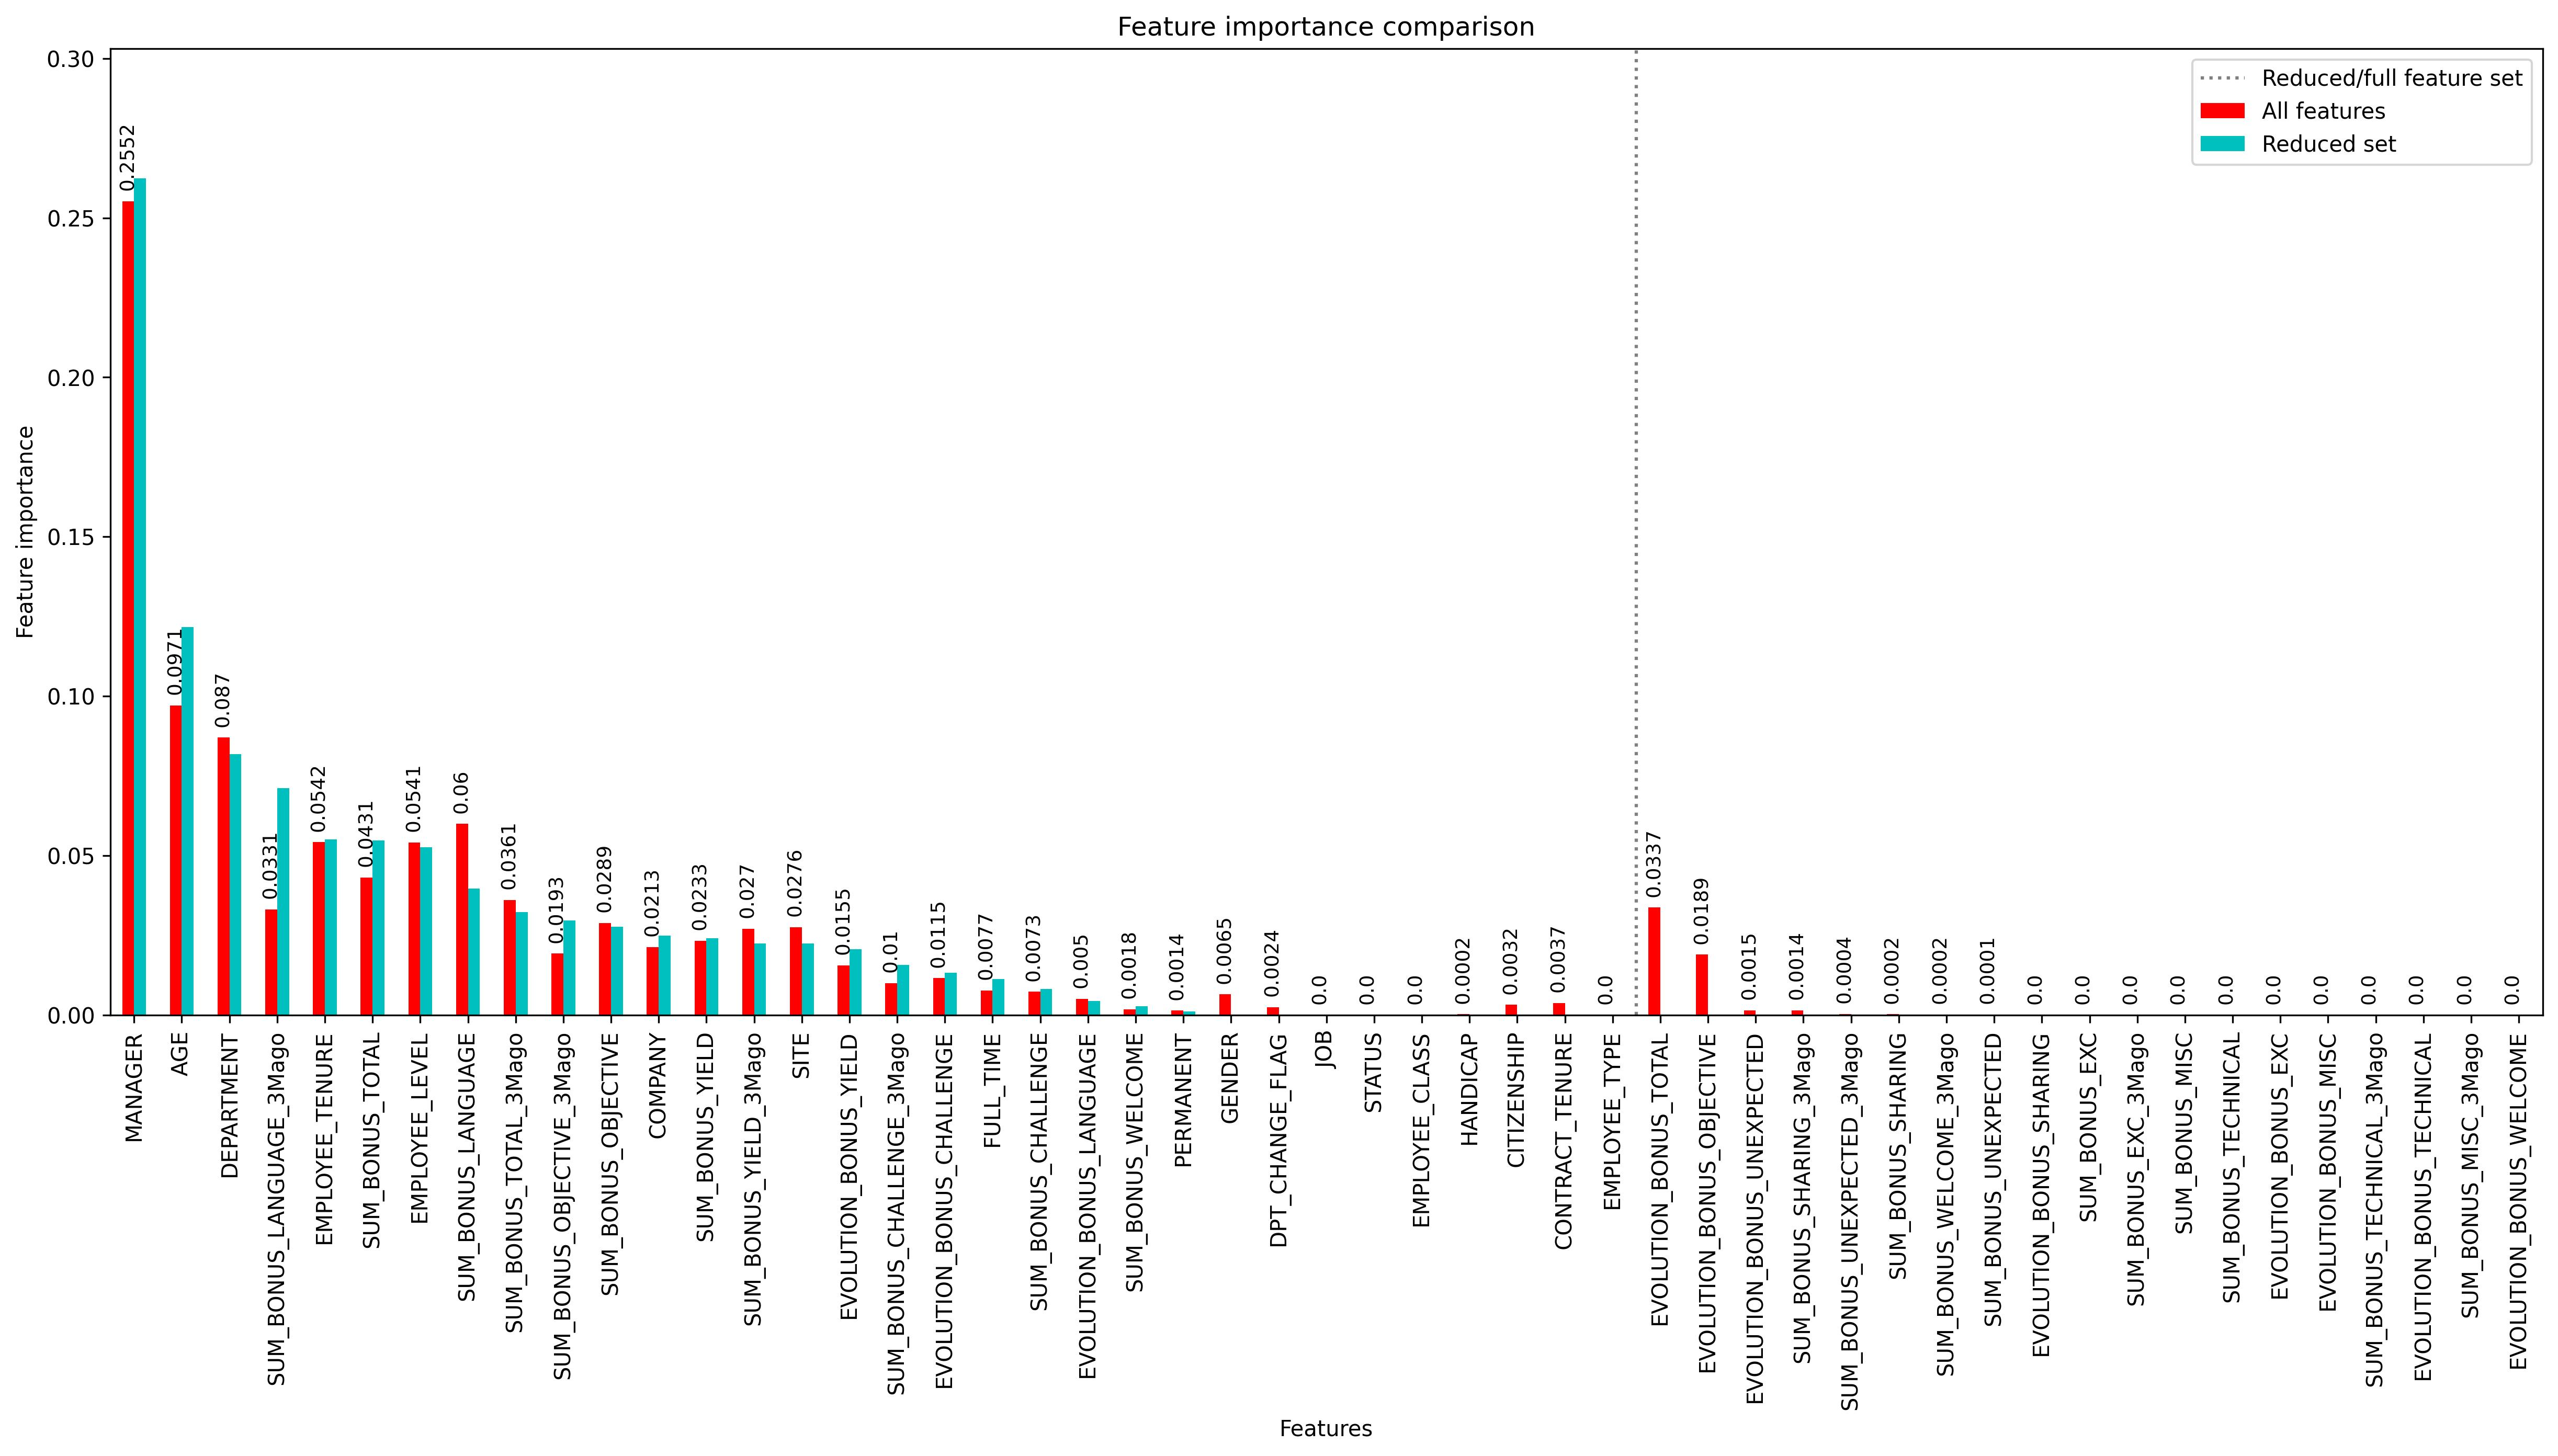 Feature importance comparison
Reduced/full feature set
All features
Reduced set
Feature importance
0.30
0.25
0.20
0.15
0.10
0.05
0.00
0.2552
0.0971
0.087
0.0331
0.0542
0.0431
0.0541
0.06
0.0361
0.0193
0.0289
0.0213
0.0233
0.027
0.0276
0.0155
0.01
0.0115
0.0077
0.0073
0.005
0.0018
0.0014
0.0065
0.0024
0.0
0.0
0.0
0.0002
0.0032
0.0037
0.0
0.0337
0.0189
0.0015
0.0014
0.0004
0.0002
0.0002
0.0001
0.0
0.0
0.0
0.0
0.0
0.0
0.0
0.0
0.0
0.0
0.0
MANAGER
AGE
DEPARTMENT
SUM_BONUS_LANGUAGE_3Mago
EMPLOYEE_TENURE
SUM_BONUS_TOTAL
EMPLOYEE_LEVEL
SUM_BONUS_LANGUAGE
SUM_BONUS_TOTAL_3Mago
SUM_BONUS_OBJECTIVE_3Mago
SUM_BONUS_OBJECTIVE
COMPANY
SUM_BONUS_YIELD
SUM_BONUS_YIELD_3Mago
SITE
EVOLUTION_BONUS_YIELD
SUM_BONUS_CHALLENGE_3Mago
EVOLUTION_BONUS_CHALLENGE
FULL_TIME
SUM_BONUS_CHALLENGE
EVOLUTION_BONUS_LANGUAGE
SUM_BONUS_WELCOME
PERMANENT
GENDER
DPT_CHANGE_FLAG
JOB
STATUS
EMPLOYEE_CLASS
HANDICAP
CITIZENSHIP
CONTRACT_TENURE
EMPLOYEE_TYPE
EVOLUTION_BONUS_TOTAL
EVOLUTION_BONUS_OBJECTIVE
EVOLUTION_BONUS_UNEXPECTED
SUM_BONUS_SHARING_3Mago
SUM_BONUS_UNEXPECTED_3Mago
SUM_BONUS_SHARING
SUM_BONUS_WELCOME_3Mago
SUM_BONUS_UNEXPECTED
EVOLUTION_BONUS_SHARING
SUM_BONUS_EXC
SUM_BONUS_EXC_3Mago
SUM_BONUS_MISC
SUM_BONUS_TECHNICAL
EVOLUTION_BONUS_EXC
EVOLUTION_BONUS_MISC
SUM_BONUS_TECHNICAL_3Mago
EVOLUTION_BONUS_TECHNICAL
SUM_BONUS_MISC_3Mago
EVOLUTION_BONUS_WELCOME
Features